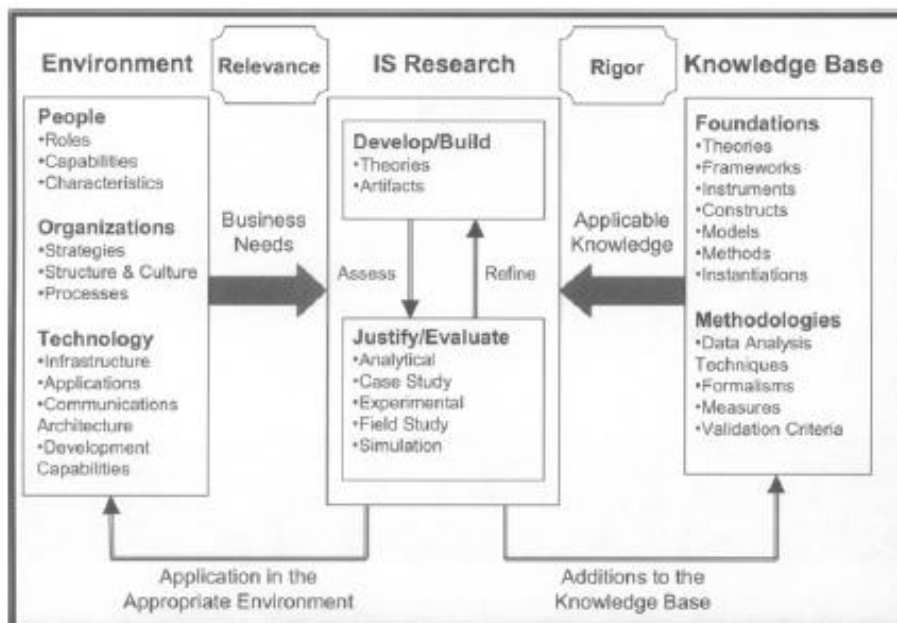 Environment
Relevance
IS Research
Rigor
Knowledge Base
People
•Roles
•Capabilities
•Characteristics
Organizations
•Strategies
•Structure & Culture
•Processes
Technology
•Infrastructure
•Applications
•Communications
Architecture
•Development
Capabilities
Business
Needs
Develop/Build
•Theories
•Artifacts
Assess
Refine
Justify/Evaluate
•Analytical
•Case Study
•Experimental
•Field Study
•Simulation
Applicable
Knowledge
Foundations
•Theories
•Frameworks
•Instruments
•Constructs
•Models
•Methods
•Instantiations
Methodologies
•Data Analysis
Techniques
•Formalisms
•Measures
•Validation Criteria
Application in the
Appropriate Environment
Additions to the
Knowledge Base